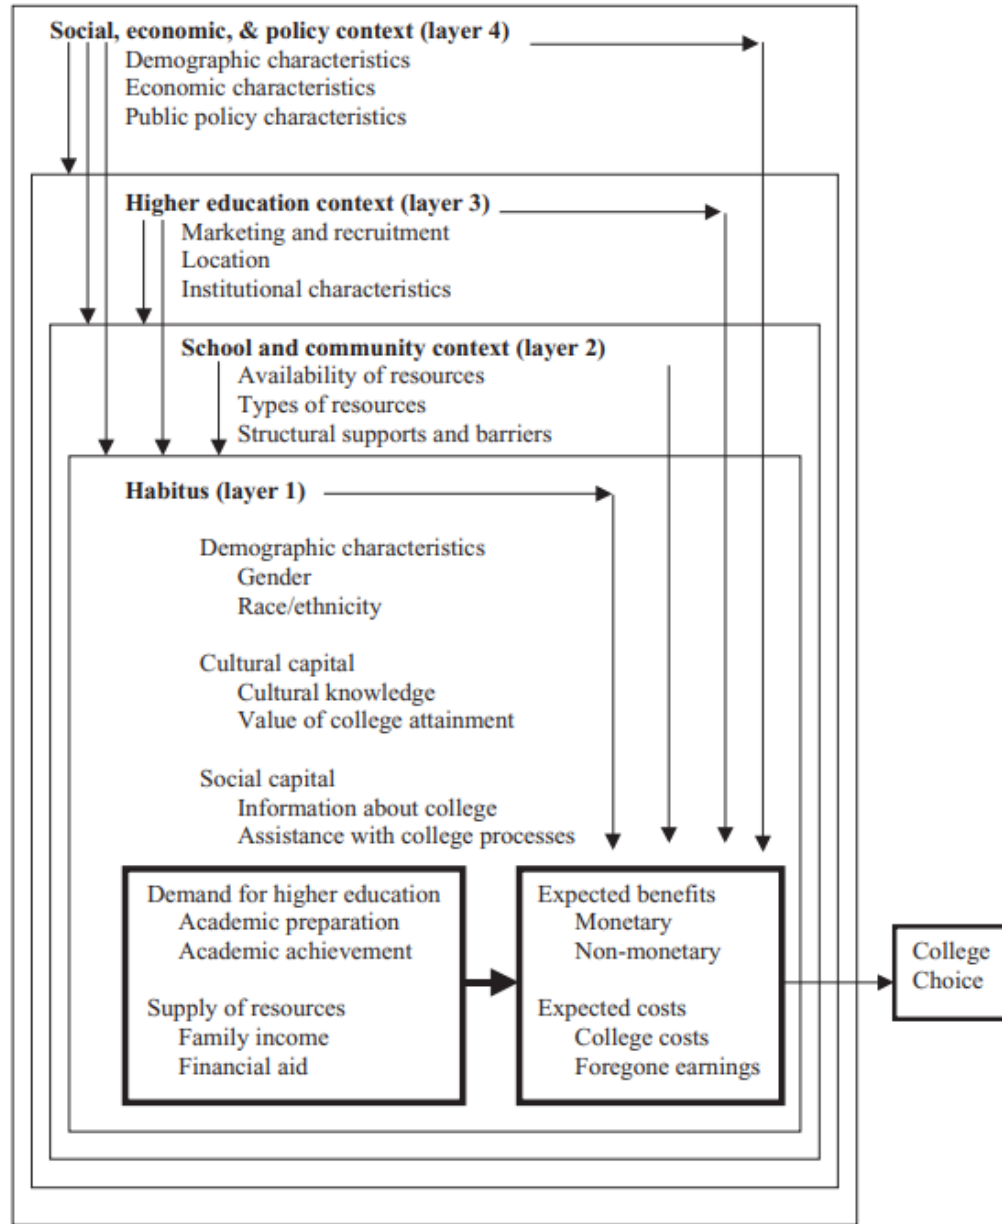 Social, economic, & policy context (layer 4)
Demographic characteristics
Economic characteristics
Public policy characteristics
Higher education context (layer 3)
Marketing and recruitment
Location
Institutional characteristics
School and community context (layer 2)
Availability of resources
Types of resources
Structural supports and barriers
Habitus (layer 1)
Demographic characteristics
Gender
Race/ethnicity
Cultural capital
Cultural knowledge
Value of college attainment
Social capital
Information about college
Assistance with college processes
Demand for higher education
Academic preparation
Academic achievement
Supply of resources
Family income
Financial aid
Expected benefits
Monetary
Non-monetary
Expected costs
College costs
Foregone earnings
College
Choice